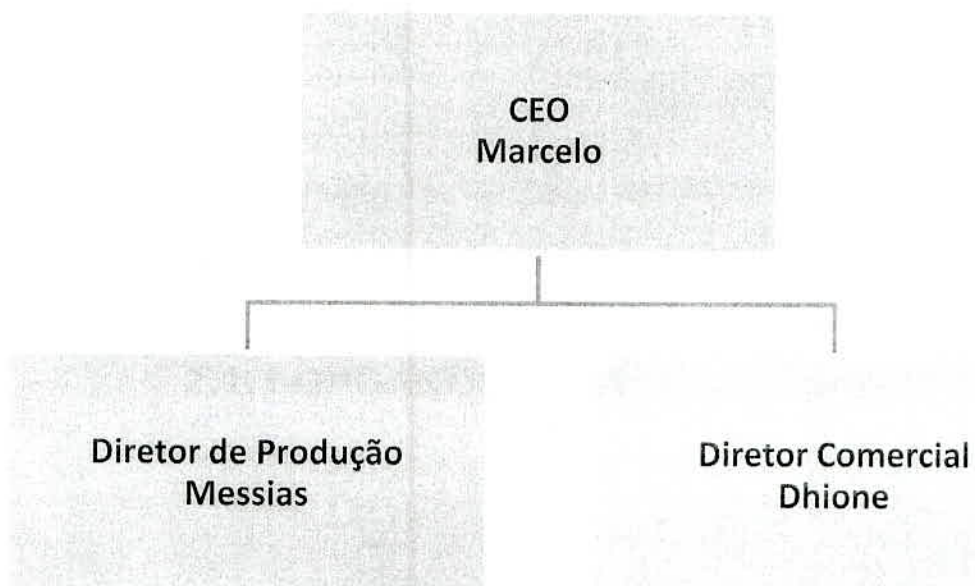 CEO
Marcelo
Diretor de Produção
Messias
Diretor Comercial
Dhione